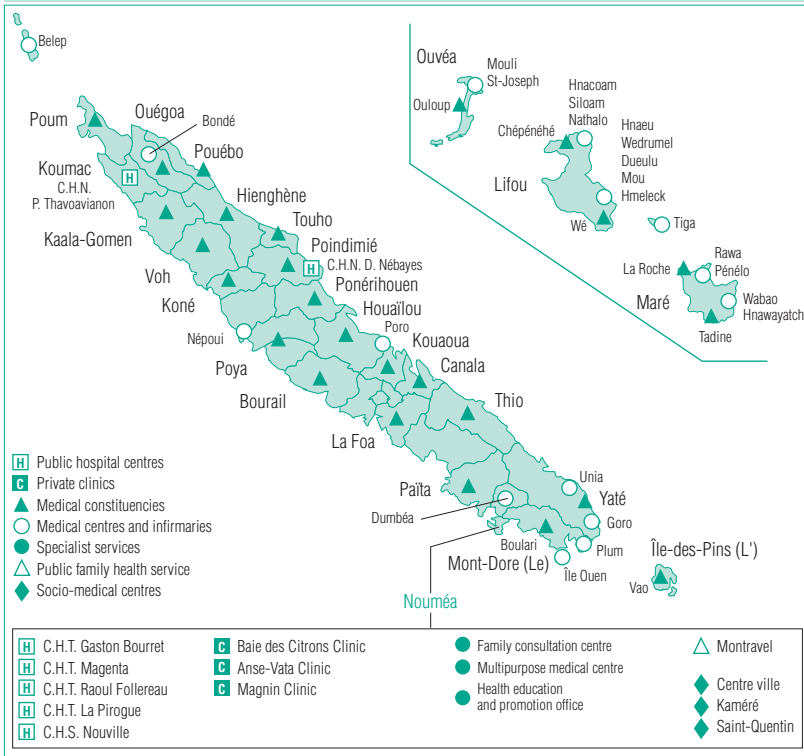 Belep
Poum
Ouégoa
Bondé
Pouébo
Koumac
H
C.H.N.
P. Thavoavianon
Hienghène
Touho
Kaala-Gomen
Poindimié
H
C.H.N. D. Nébayes
Voh
Ponérihouen
Koné
Houaïlou
Népoui
Poro
Kouaoua
Poya
Canala
Bourail
Thio
La Foa
Païta
Unia
Yaté
Dumbéa
Goro
Boulari
Plum
Mont-Dore (Le)
Île Ouen
Île-des-Pins (L')
Vao
Nouméa
Ouvéa
Mouli
St-Joseph
Ouloup
Hnacoam
Siloam
Nathalo
Chépénéhé
Hnaeu
Wedrumel
Dueulu
Mou
Hmeleck
Lifou
Wé
Tiga
La Roche
Rawa
Pénélo
Maré
Wabao
Hnawayatch
Tadine
H Public hospital centres
C Private clinics
Medical constituencies
Medical centres and infirmaries
Specialist services
Public family health service
Socio-medical centres
H C.H.T. Gaston Bourret
H C.H.T. Magenta
H C.H.T. Raoul Follereau
H C.H.T. La Pirogue
H C.H.S. Nouville
C Baie des Citrons Clinic
C Anse-Vata Clinic
C Magnin Clinic
Family consultation centre
Multipurpose medical centre
Health education
and promotion office
Montravel
Centre ville
Kaméré
Saint-Quentin